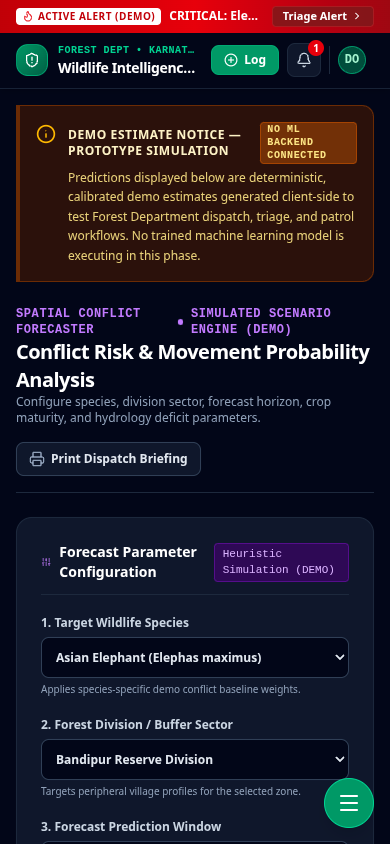 ACTIVE ALERT (DEMO) CRITICAL: Ele... Triage Alert
FOREST DEPT • KARNAT...
Wildlife Intelligenc...
Log
1
DO
DEMO ESTIMATE NOTICE —
PROTOTYPE SIMULATION
NO ML
BACKEND
CONNECTED
Predictions displayed below are deterministic,
calibrated demo estimates generated client-side to
test Forest Department dispatch, triage, and patrol
workflows. No trained machine learning model is
executing in this phase.
SPATIAL CONFLICT
FORECASTER
• SIMULATED SCENARIO
ENGINE (DEMO)
Conflict Risk & Movement Probability
Analysis
Configure species, division sector, forecast horizon, crop
maturity, and hydrology deficit parameters.
Print Dispatch Briefing
Forecast Parameter
Configuration
Heuristic
Simulation (DEMO)
1. Target Wildlife Species
Asian Elephant (Elephas maximus)
Applies species-specific demo conflict baseline weights.
2. Forest Division / Buffer Sector
Bandipur Reserve Division
Targets peripheral village profiles for the selected zone.
3. Forecast Prediction Window